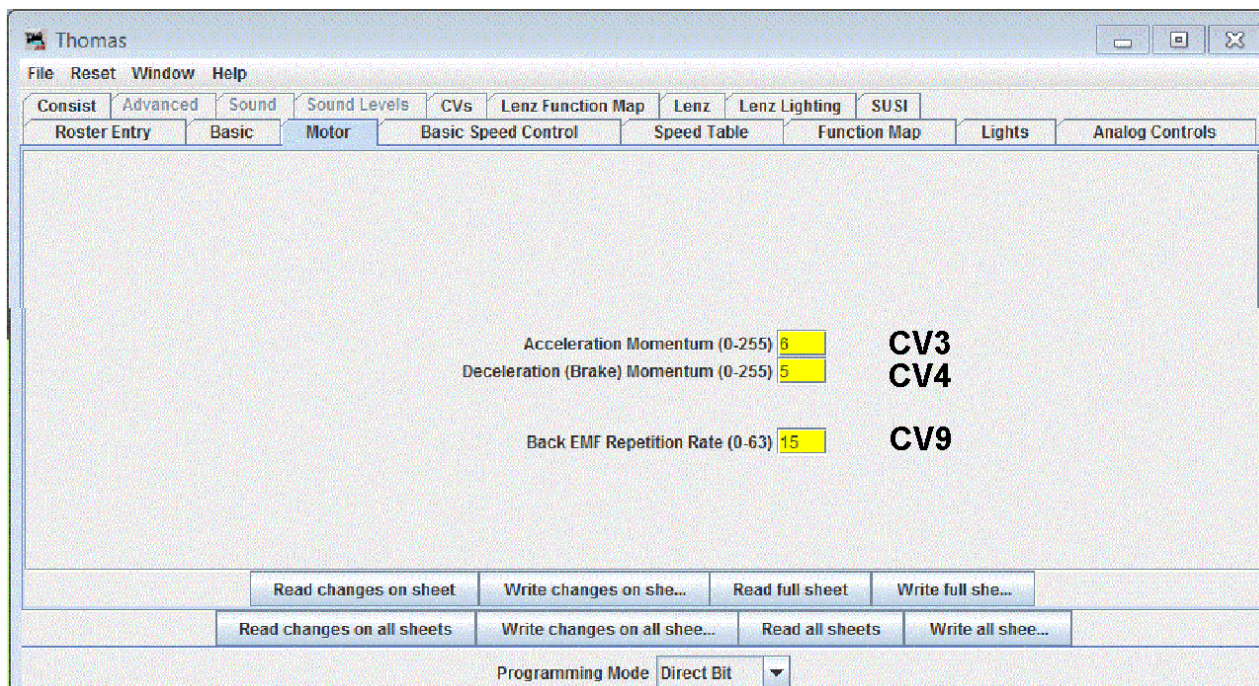 Thomas
File Reset Window Help
Consist Advanced Sound Sound Levels CVs Lenz Function Map Lenz Lenz Lighting SUSI
Roster Entry Basic Motor Basic Speed Control Speed Table Function Map Lights Analog Controls
Acceleration Momentum (0-255) 6 CV3
Deceleration (Brake) Momentum (0-255) 5 CV4
Back EMF Repetition Rate (0-63) 15 CV9
Read changes on sheet Write changes on she... Read full sheet Write full she...
Read changes on all sheets Write changes on all shee... Read all sheets Write all shee...
Programming Mode Direct Bit